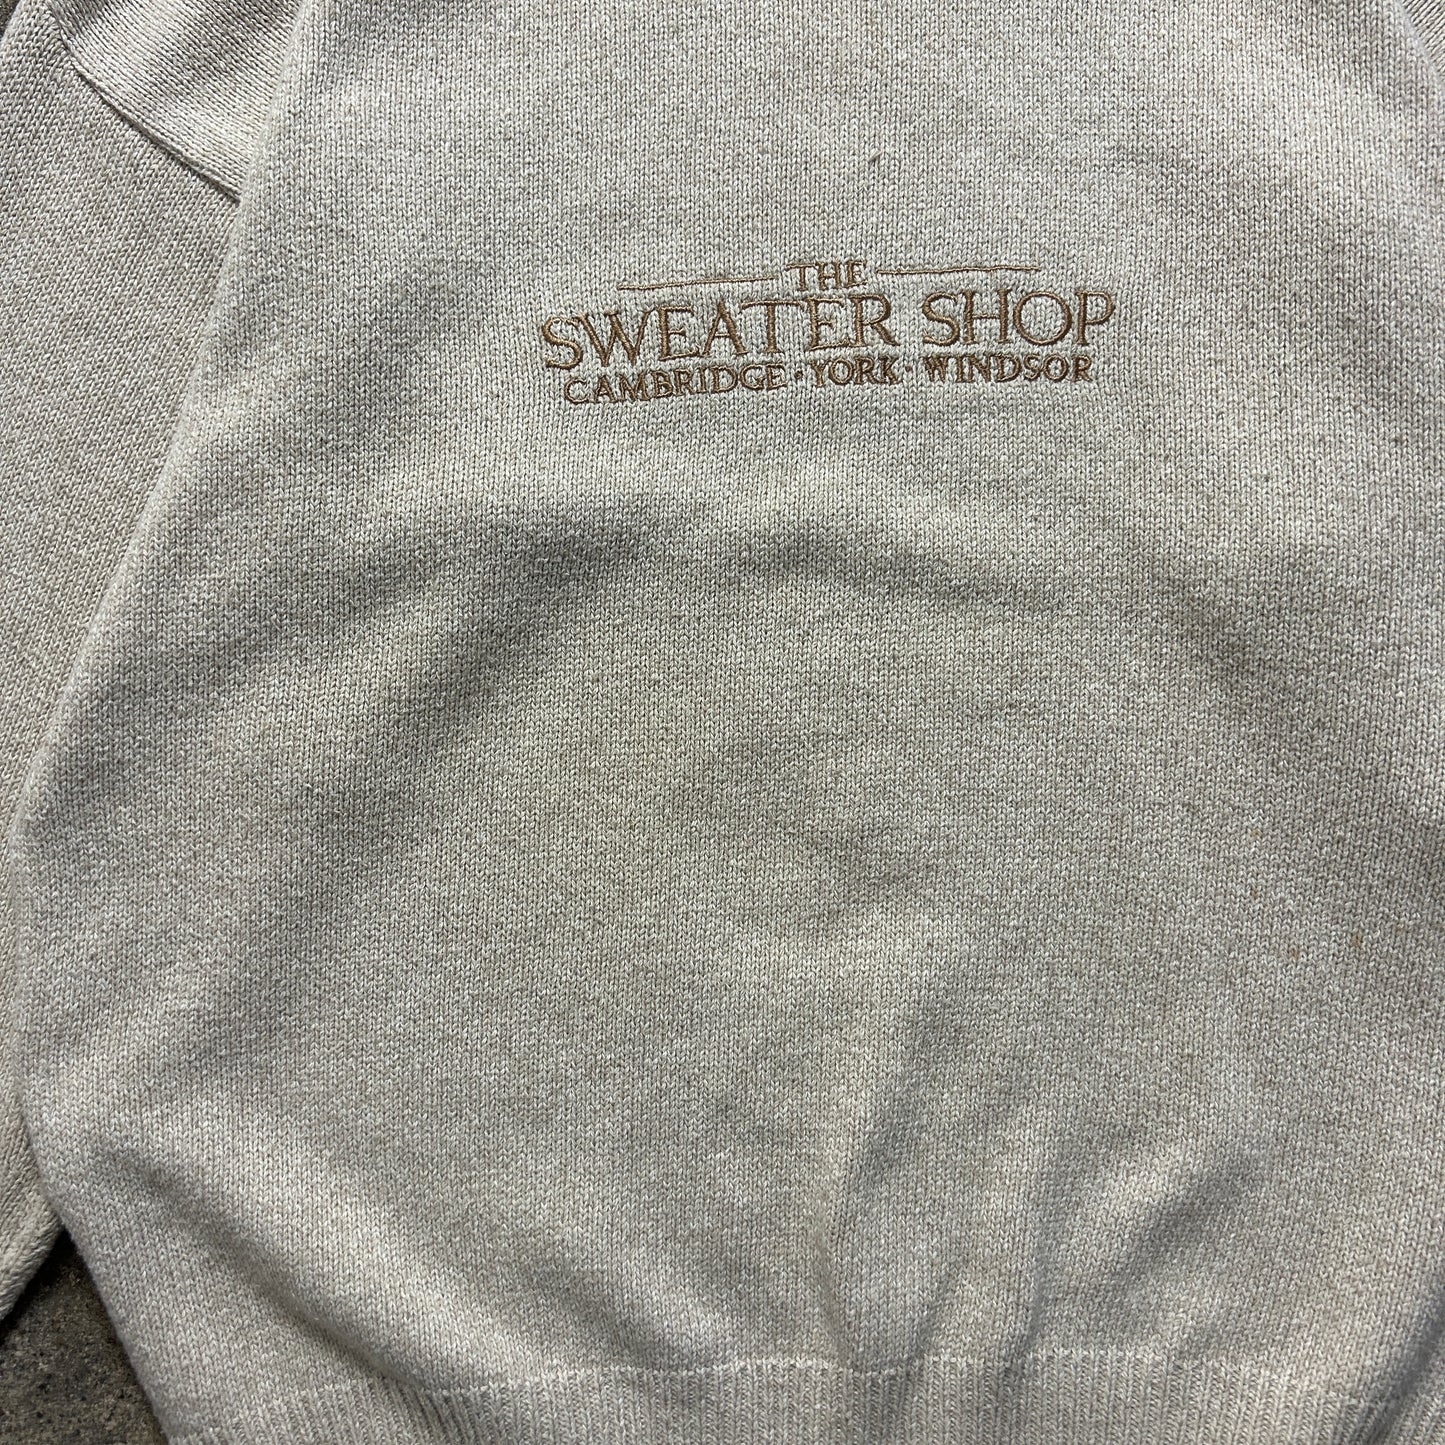 THE
SWEATER SHOP
CAMBRIDGE · YORK · WINDSOR